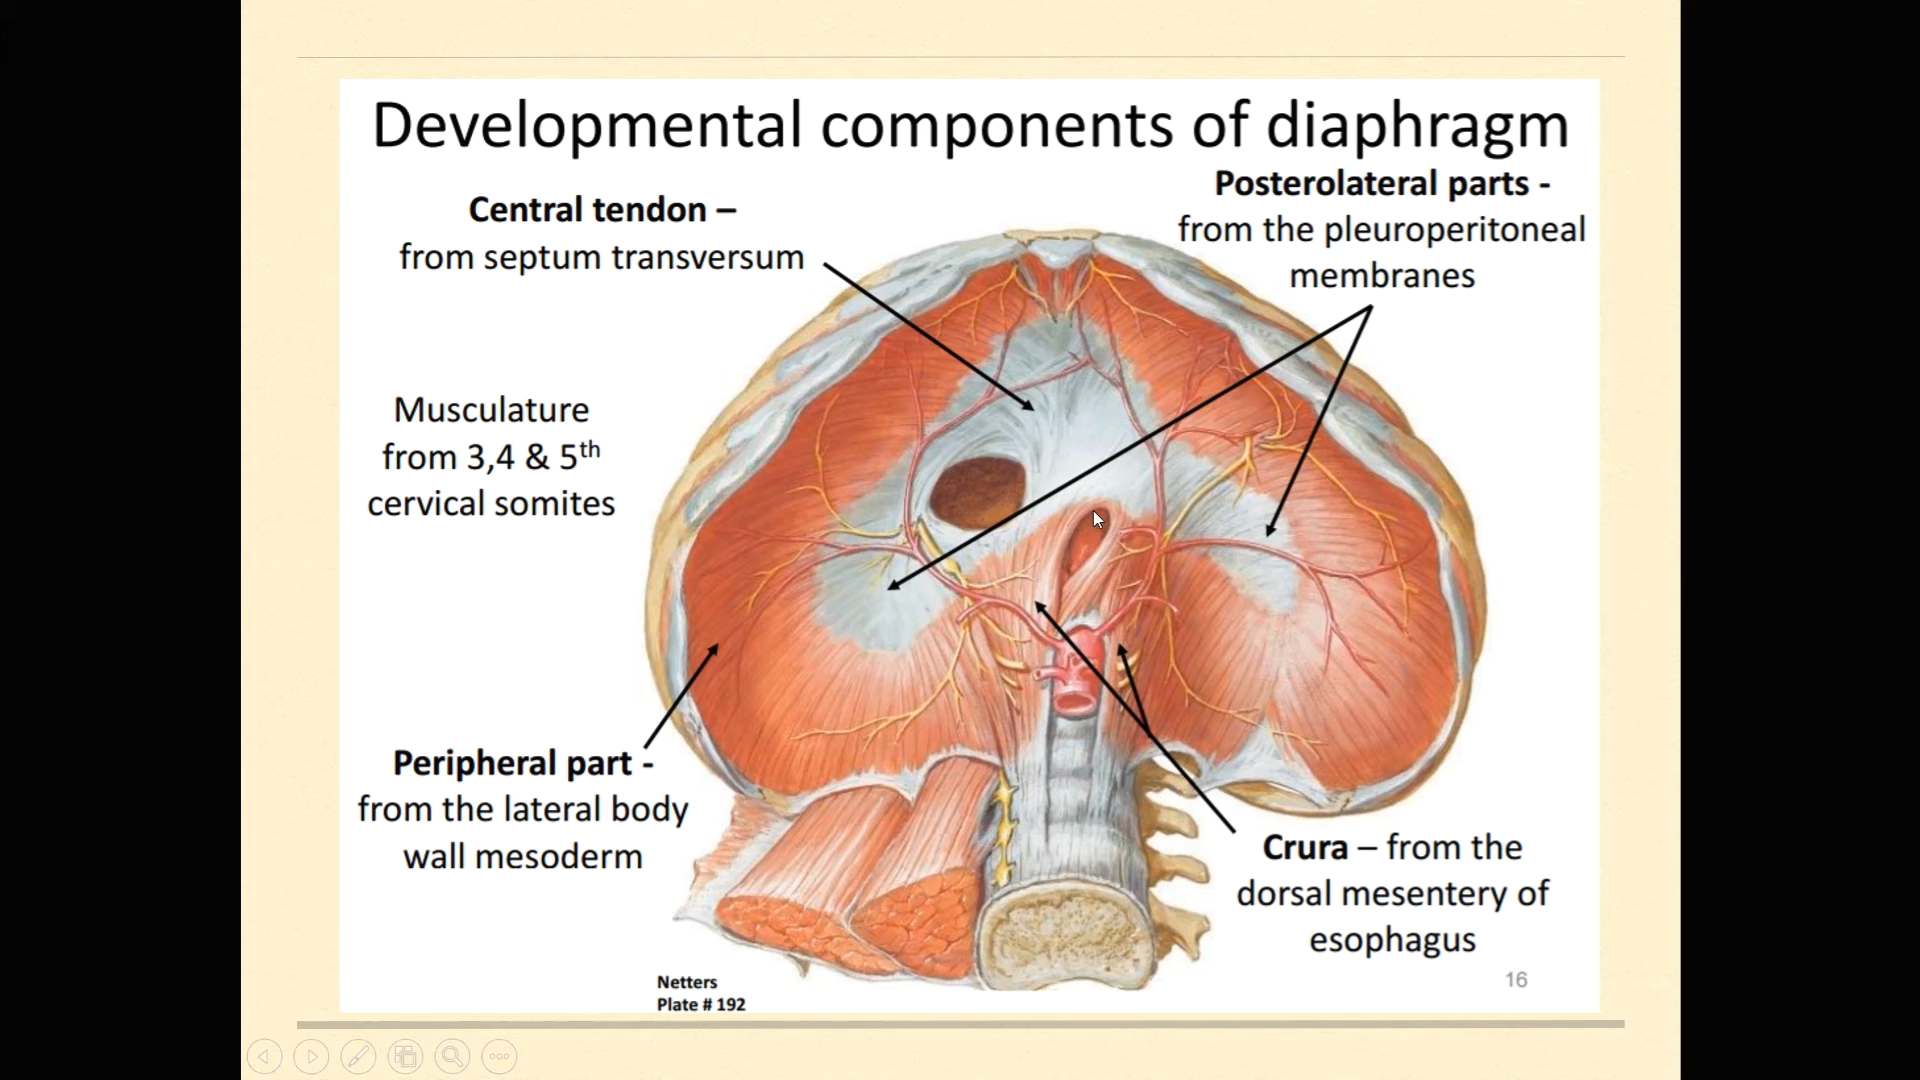 Developmental components of diaphragm
Central tendon –
from septum transversum
Posterolateral parts -
from the pleuroperitoneal
membranes
Musculature
from 3,4 & 5th
cervical somites
Peripheral part -
from the lateral body
wall mesoderm
Crura – from the
dorsal mesentery of
esophagus
Netters
Plate # 192
16